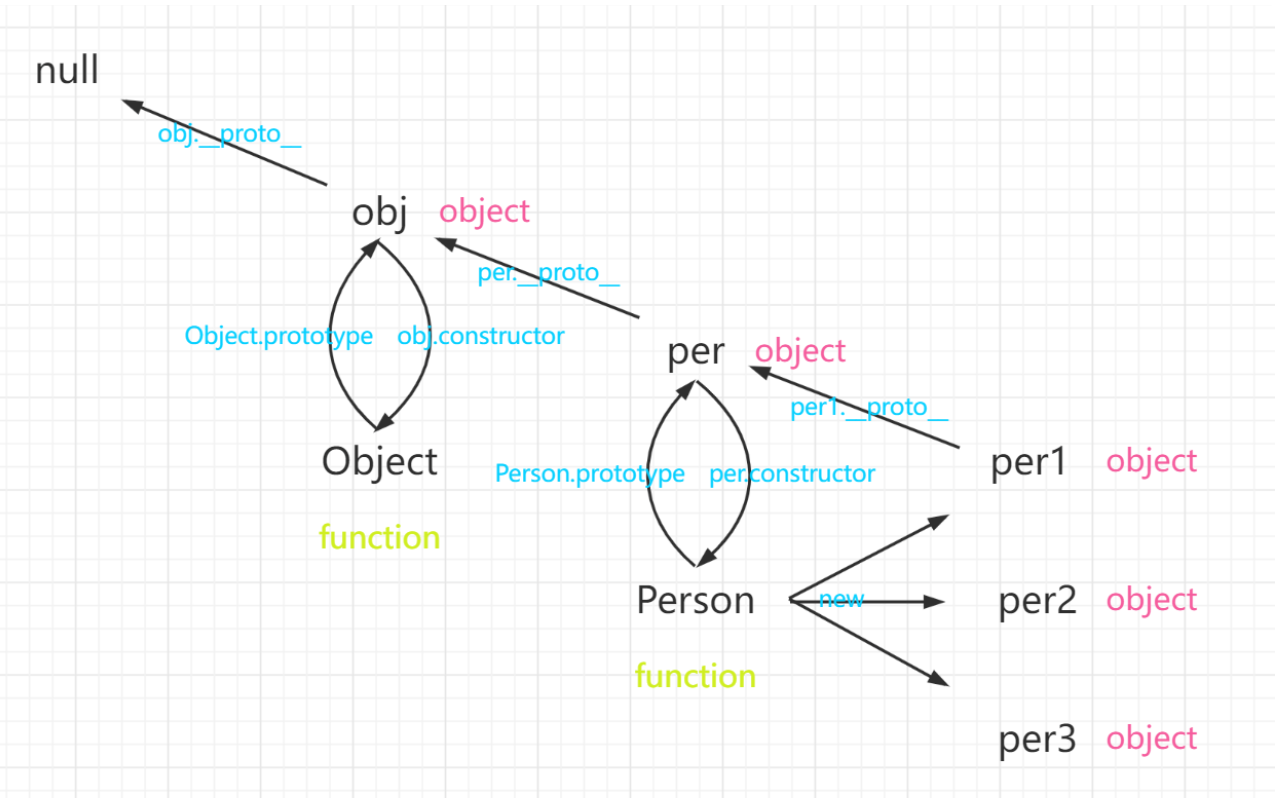 null
obj.__proto__
obj object
per.__proto__
Object.prototype obj.constructor
per object
per1.__proto__
Object
per1 object
Person.prototype per.constructor
function
Person
new
per2 object
function
per3 object